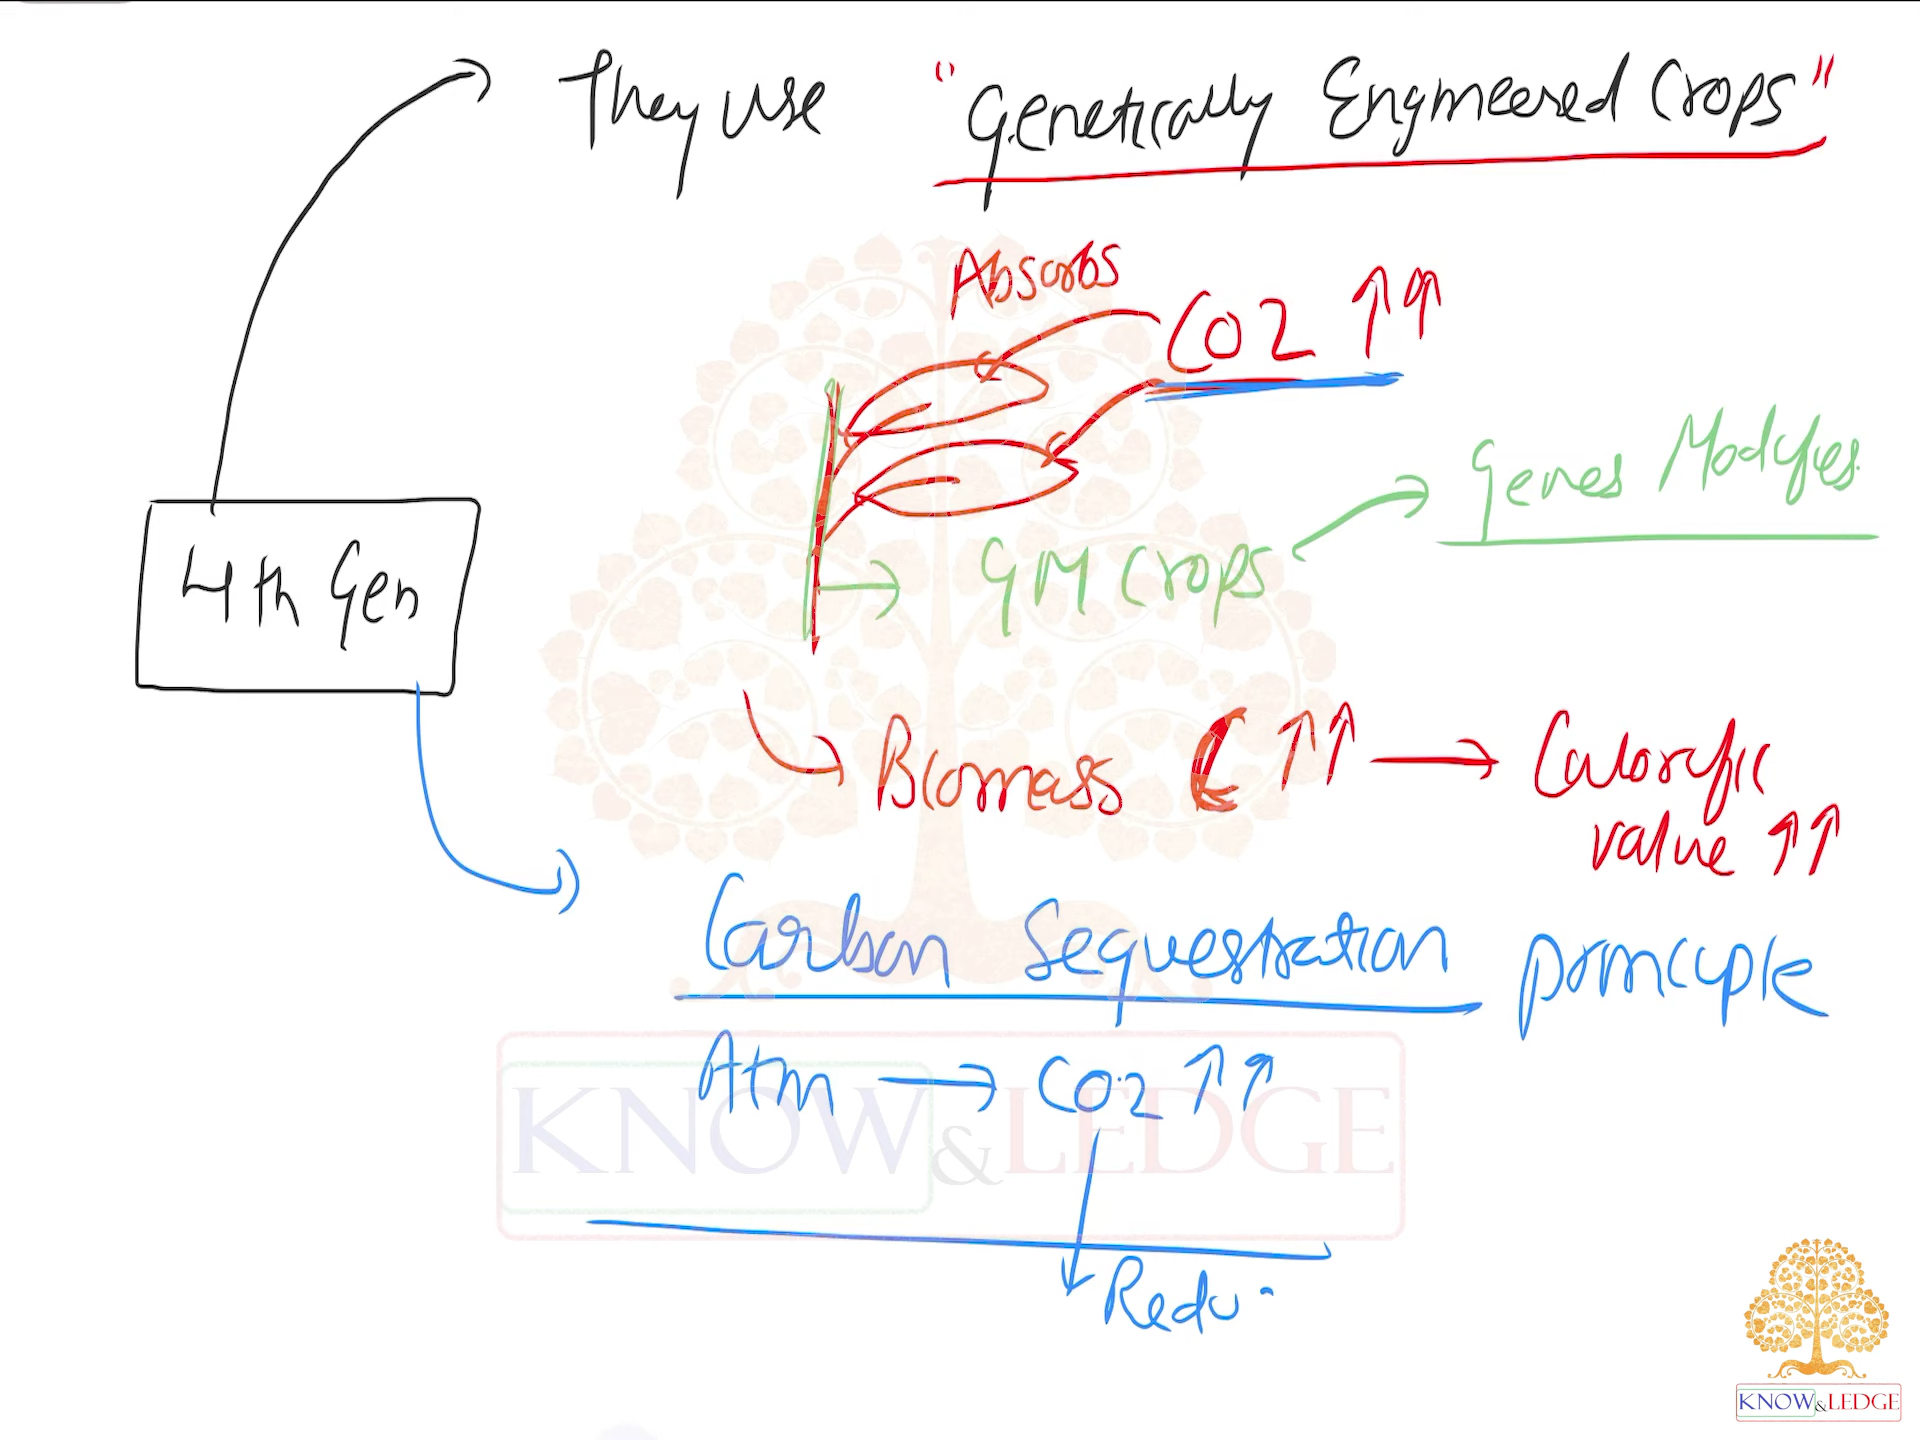 They use "Genetically Engineered Crops"
Absorbs
CO2 ↑↑
Genes Modifies
GM Crops
4th Gen
Biomass C ↑↑ → Calorific
value ↑↑
Carbon Sequestration principle
Atm → CO2 ↑↑
KNOW&LEDGE
Redu
KNOW&LEDGE